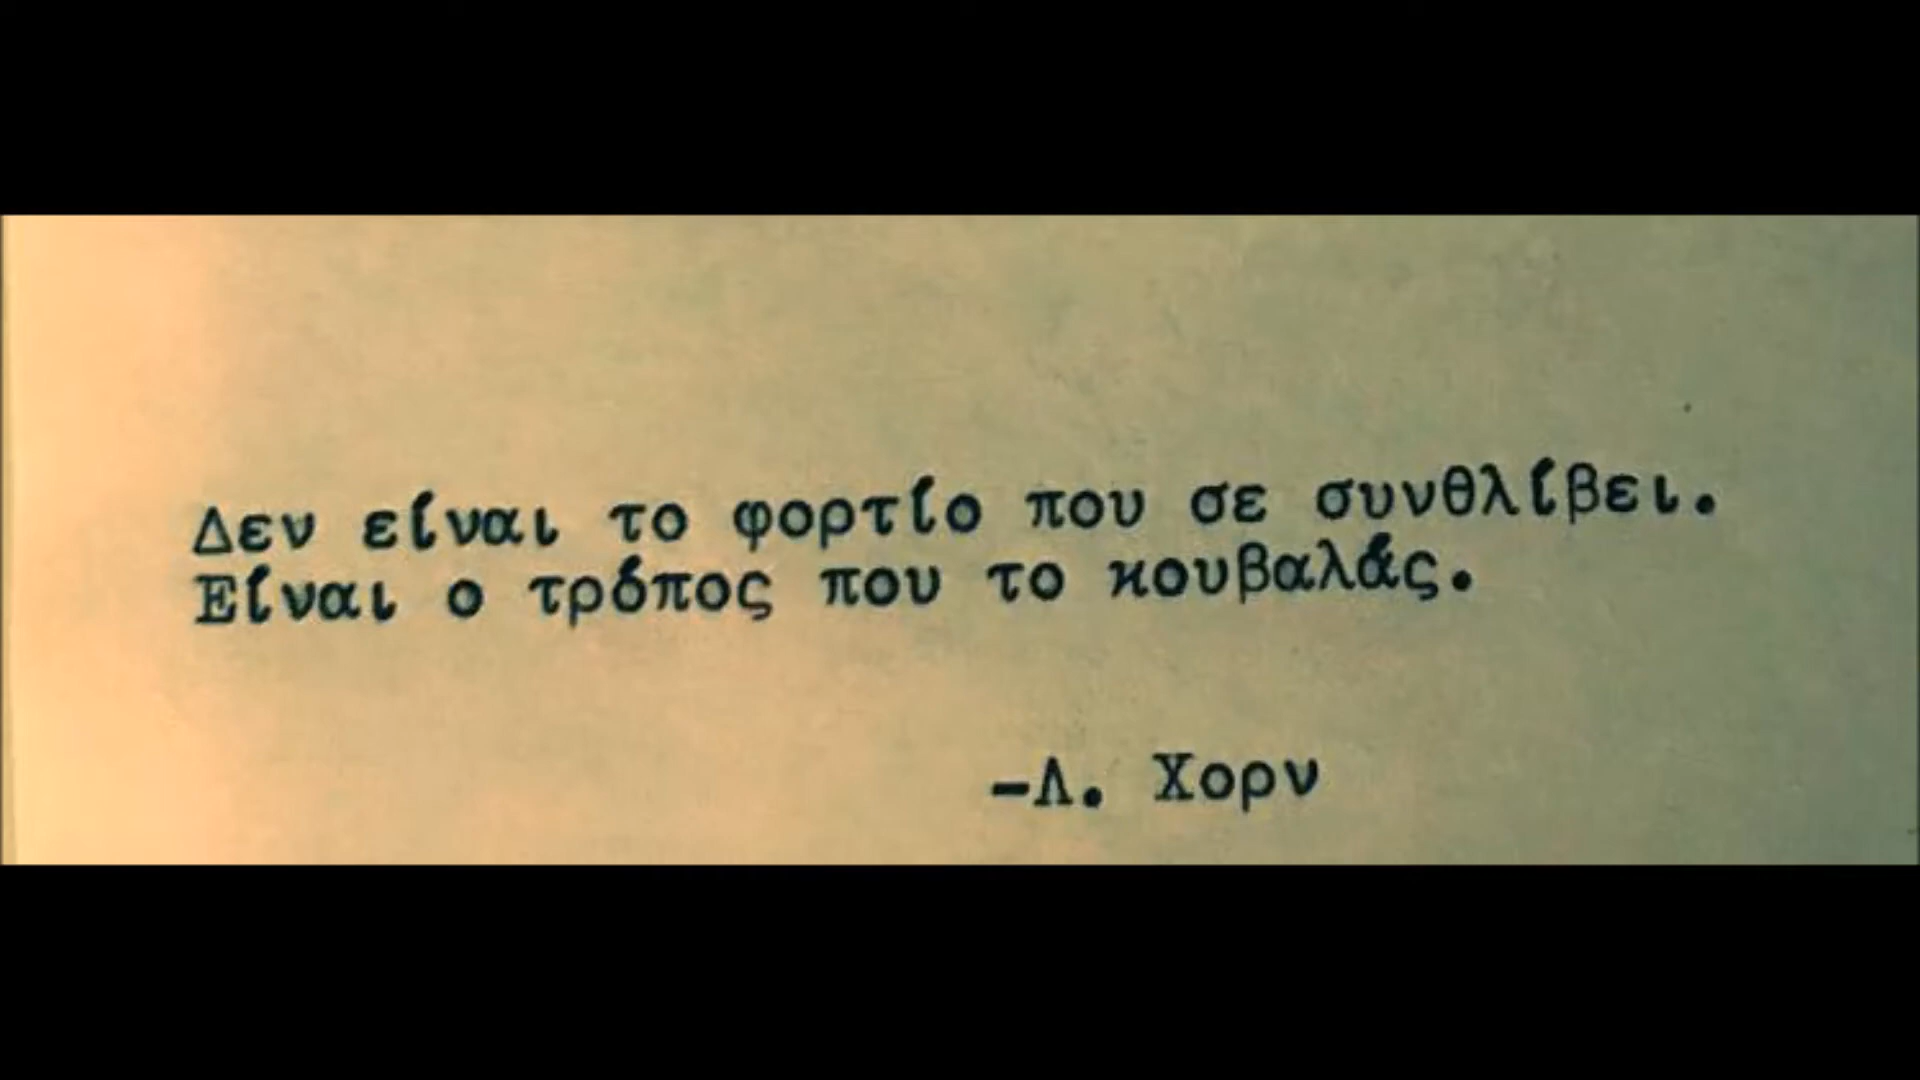 Δεν είναι το φορτίο που σε συνθλίβει.
Είναι ο τρόπος που το κουβαλάς.
-Λ. Χορν